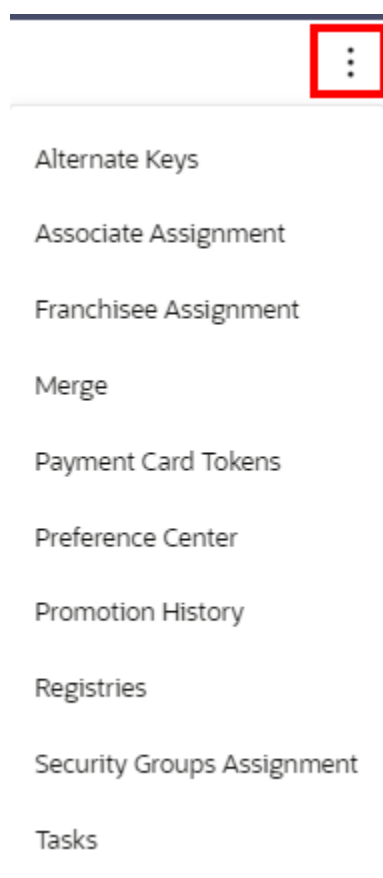 Alternate Keys
Associate Assignment
Franchisee Assignment
Merge
Payment Card Tokens
Preference Center
Promotion History
Registries
Security Groups Assignment
Tasks